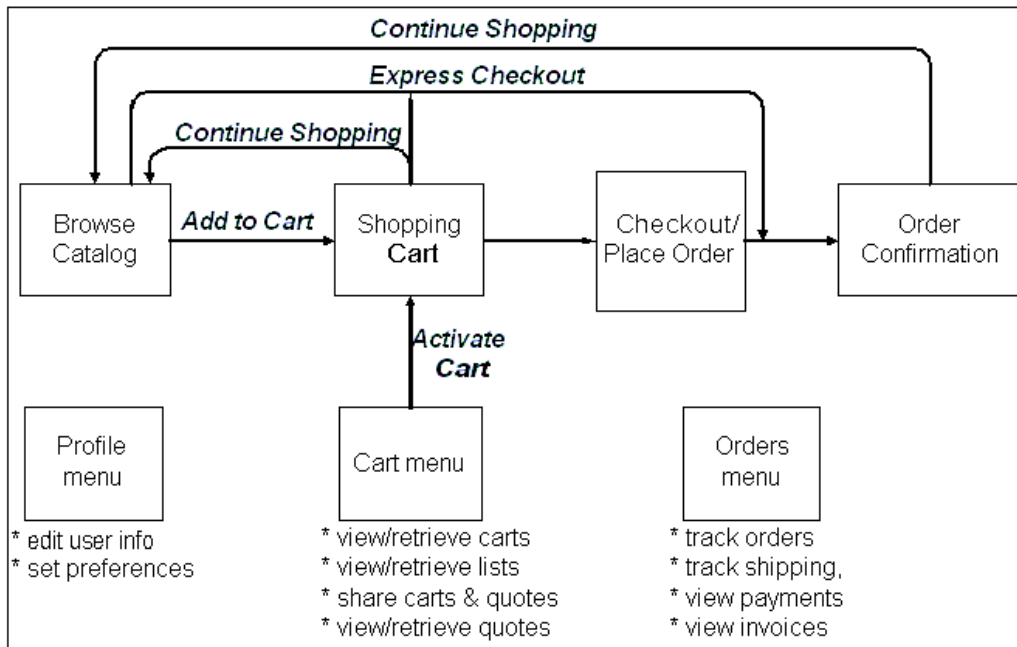 Continue Shopping
Express Checkout
Continue Shopping
Browse
Catalog
Add to Cart
Shopping
Cart
Checkout/
Place Order
Order
Confirmation
Activate
Cart
Profile
menu
Cart menu
Orders
menu
* edit user info
* set preferences
* view/retrieve carts
* view/retrieve lists
* share carts & quotes
* view/retrieve quotes
* track orders
* track shipping,
* view payments
* view invoices